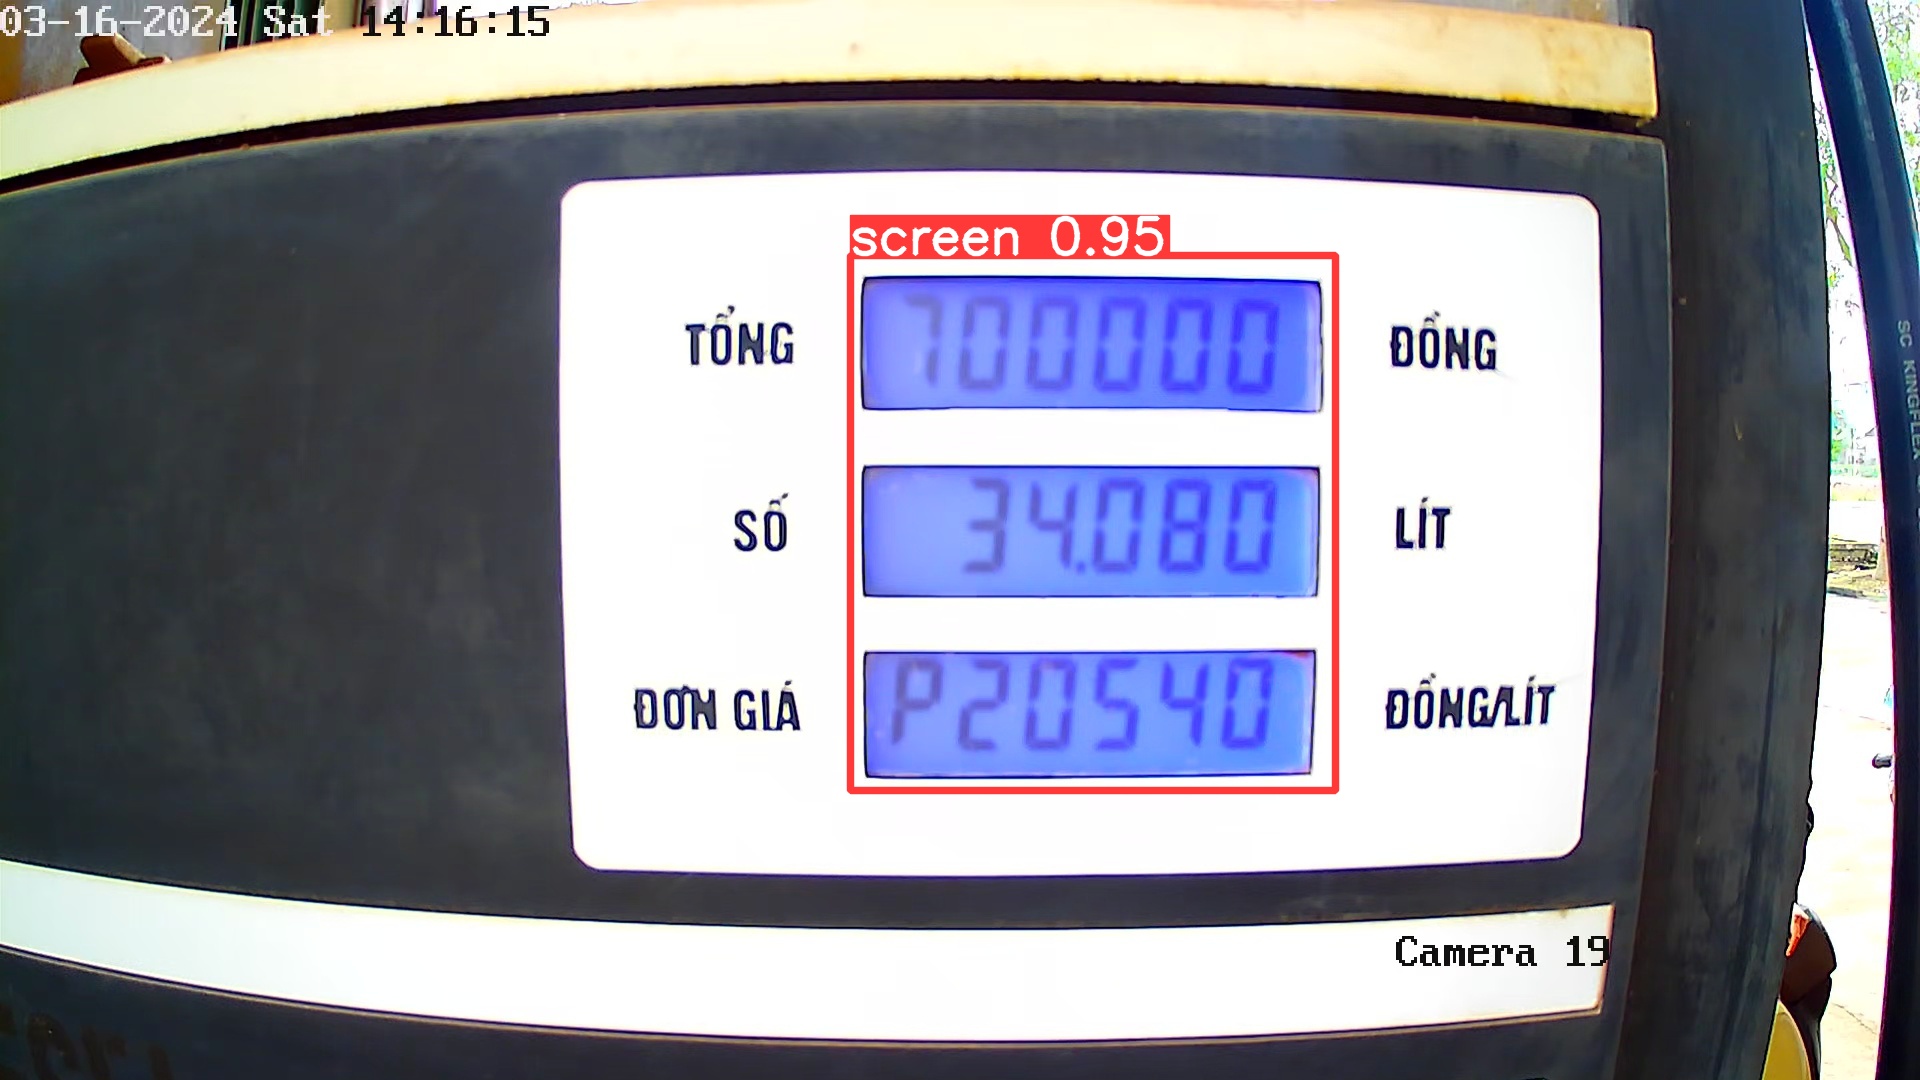 03-16-2024 Sat 14:16:15
screen 0.95
TỔNG 700000 ĐỒNG
SỐ 34.080 LÍT
ĐƠN GIÁ P20540 ĐỒNG/LÍT
Camera 19
SC KINGFLEX